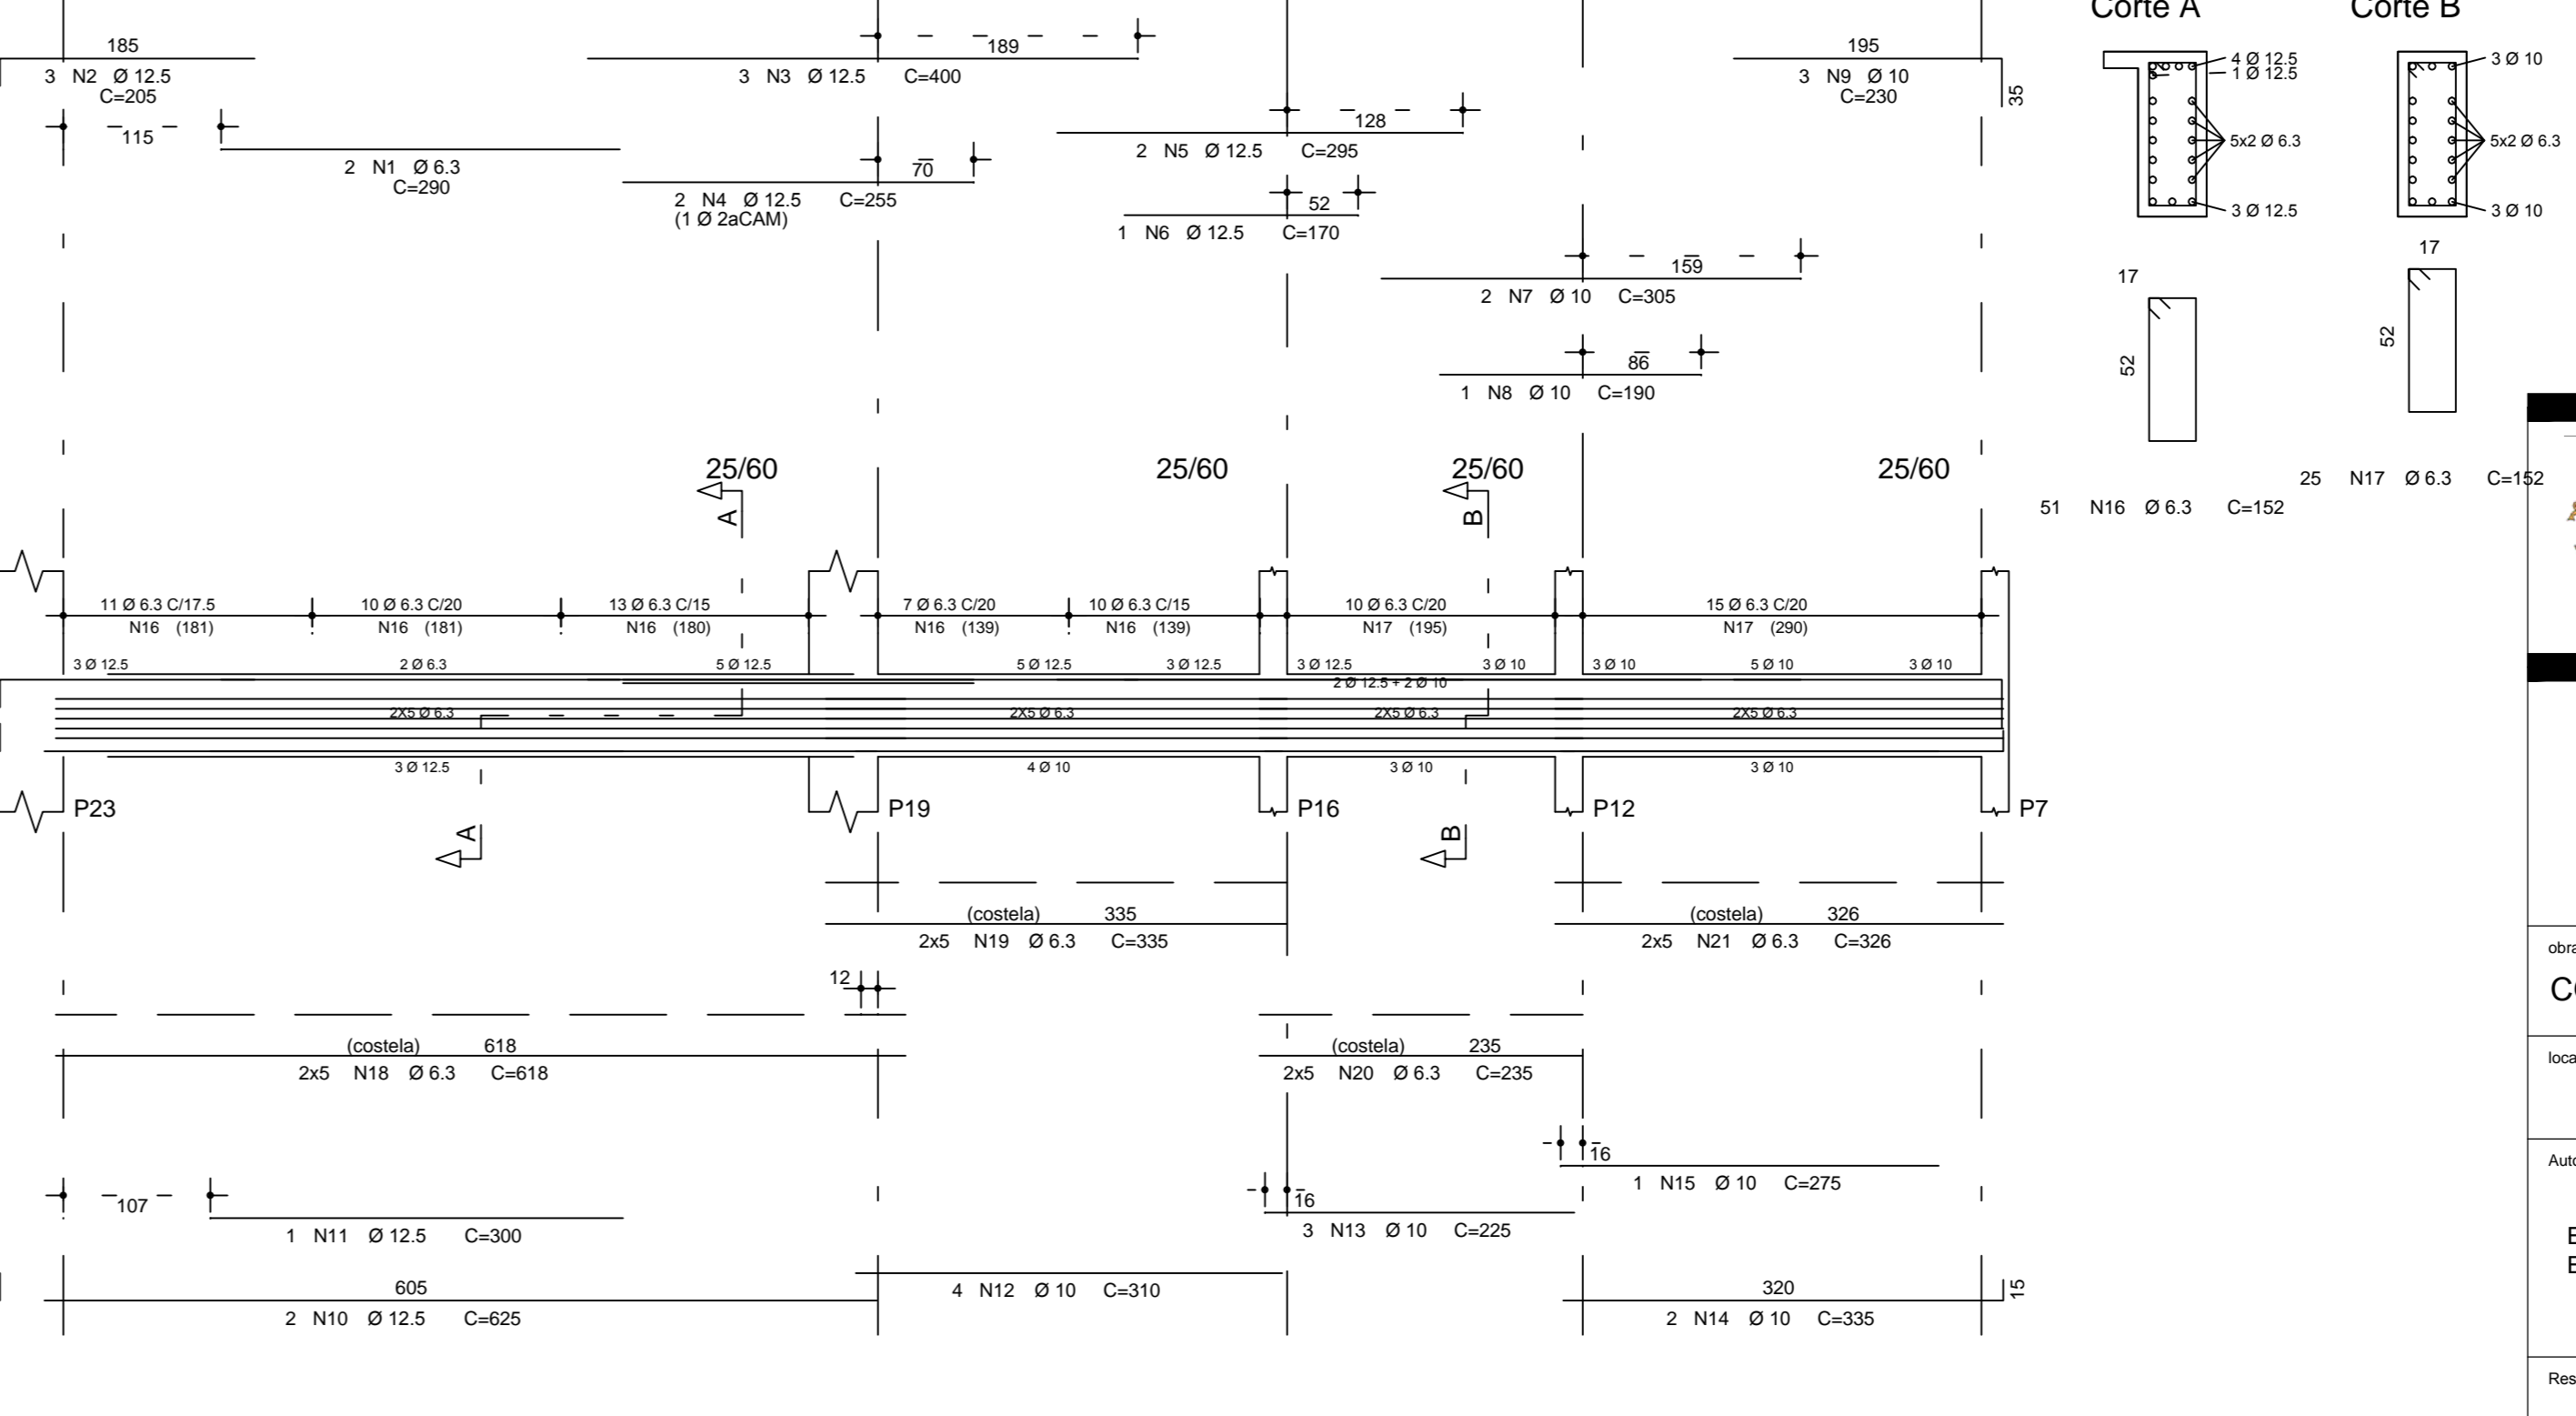 Corte A
Corte B
185
3 N2 Ø 12.5
C=205
115
2 N1 Ø 6.3
C=290
189
3 N3 Ø 12.5 C=400
70
2 N4 Ø 12.5 C=255
(1 Ø 2aCAM)
128
2 N5 Ø 12.5 C=295
52
1 N6 Ø 12.5 C=170
159
2 N7 Ø 10 C=305
86
1 N8 Ø 10 C=190
195
3 N9 Ø 10
C=230
35
4 Ø 12.5
1 Ø 12.5
5x2 Ø 6.3
3 Ø 12.5
17
52
51 N16 Ø 6.3 C=152
3 Ø 10
5x2 Ø 6.3
3 Ø 10
17
52
25 N17 Ø 6.3 C=152
25/60
25/60
25/60
25/60
A
B
11 Ø 6.3 C/17.5
N16 (181)
10 Ø 6.3 C/20
N16 (181)
13 Ø 6.3 C/15
N16 (180)
7 Ø 6.3 C/20
N16 (139)
10 Ø 6.3 C/15
N16 (139)
10 Ø 6.3 C/20
N17 (195)
15 Ø 6.3 C/20
N17 (290)
3 Ø 12.5
2 Ø 6.3
5 Ø 12.5
5 Ø 12.5
3 Ø 12.5
3 Ø 12.5
3 Ø 10
3 Ø 10
5 Ø 10
3 Ø 10
2 Ø 12.5 + 2 Ø 10
2X5 Ø 6.3
2X5 Ø 6.3
2X5 Ø 6.3
2X5 Ø 6.3
3 Ø 12.5
4 Ø 10
3 Ø 10
3 Ø 10
P23
P19
P16
P12
P7
A
B
(costela) 335
2x5 N19 Ø 6.3 C=335
(costela) 326
2x5 N21 Ø 6.3 C=326
12
(costela) 618
2x5 N18 Ø 6.3 C=618
(costela) 235
2x5 N20 Ø 6.3 C=235
16
1 N15 Ø 10 C=275
107
1 N11 Ø 12.5 C=300
16
3 N13 Ø 10 C=225
605
2 N10 Ø 12.5 C=625
4 N12 Ø 10 C=310
320
2 N14 Ø 10 C=335
15
obra
C
loca
Auto
E
E
Res